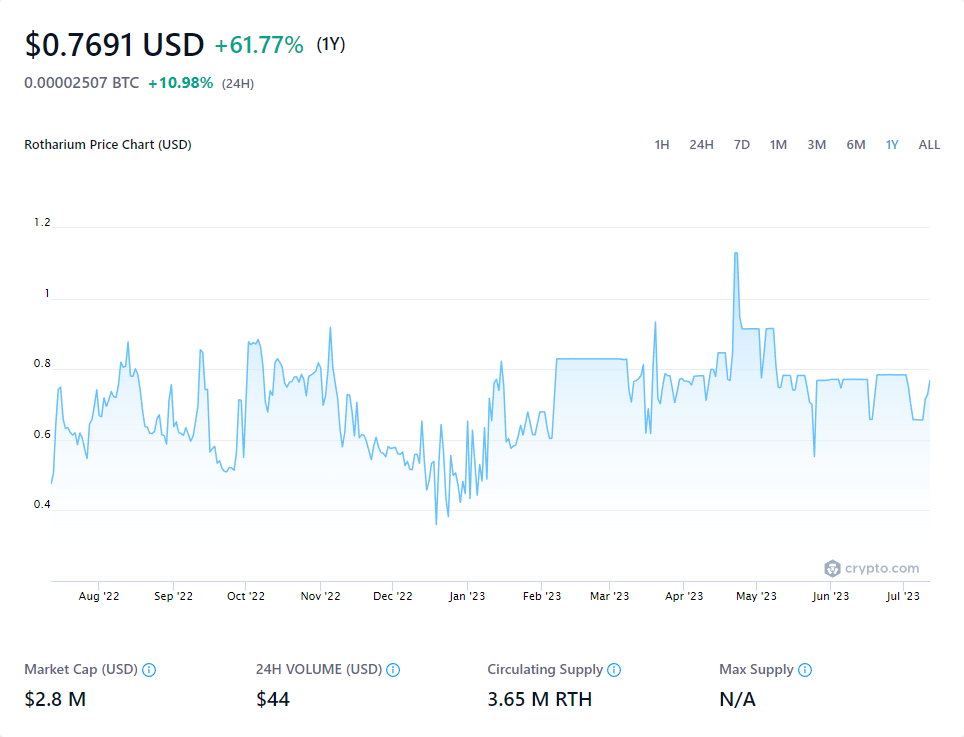 $0.7691 USD +61.77% (1Y)
0.00002507 BTC +10.98% (24H)
Rotharium Price Chart (USD) 1H 24H 7D 1M 3M 6M 1Y ALL
1.2
1
0.8
0.6
0.4
crypto.com
Aug '22 Sep '22 Oct '22 Nov '22 Dec '22 Jan '23 Feb '23 Mar '23 Apr '23 May '23 Jun '23 Jul '23
Market Cap (USD) 24H VOLUME (USD) Circulating Supply Max Supply
$2.8 M $44 3.65 M RTH N/A